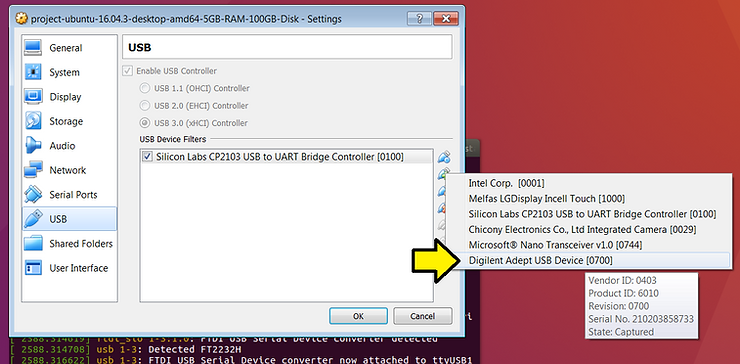 project-ubuntu-16.04.3-desktop-amd64-5GB-RAM-100GB-Disk - Settings
General
System
Display
Storage
Audio
Network
Serial Ports
USB
Shared Folders
User Interface
USB
Enable USB Controller
USB 1.1 (OHCI) Controller
USB 2.0 (EHCI) Controller
USB 3.0 (xHCI) Controller
USB Device Filters
Silicon Labs CP2103 USB to UART Bridge Controller [0100]
OK
Cancel
Intel Corp. [0001]
Melfas LGDisplay Incell Touch [1000]
Silicon Labs CP2103 USB to UART Bridge Controller [0100]
Chicony Electronics Co., Ltd Integrated Camera [0029]
Microsoft® Nano Transceiver v1.0 [0744]
Digilent Adept USB Device [0700]
Vendor ID: 0403
Product ID: 6010
Revision: 0700
Serial No. 210203858733
State: Captured
FTDI USB Serial Device converter detected
[ 2588.314708] usb 1-3: Detected FT2232H
[ 2588.316622] usb 1-3: FTDI USB Serial Device converter now attached to ttyUSB1